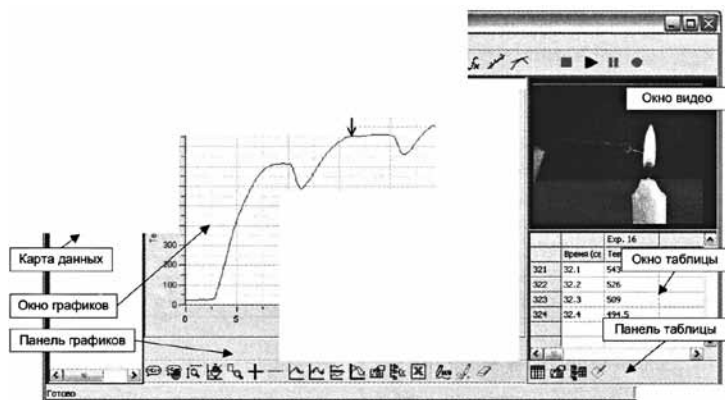 Окно видео
Exp. 16
Время (се Тем
321 32.1 543
322 32.2 526
323 32.3 509
324 32.4 494.5
Окно таблицы
Карта данных
Окно графиков
Панель графиков
Панель таблицы
300
200
100
0
0 5
Готово